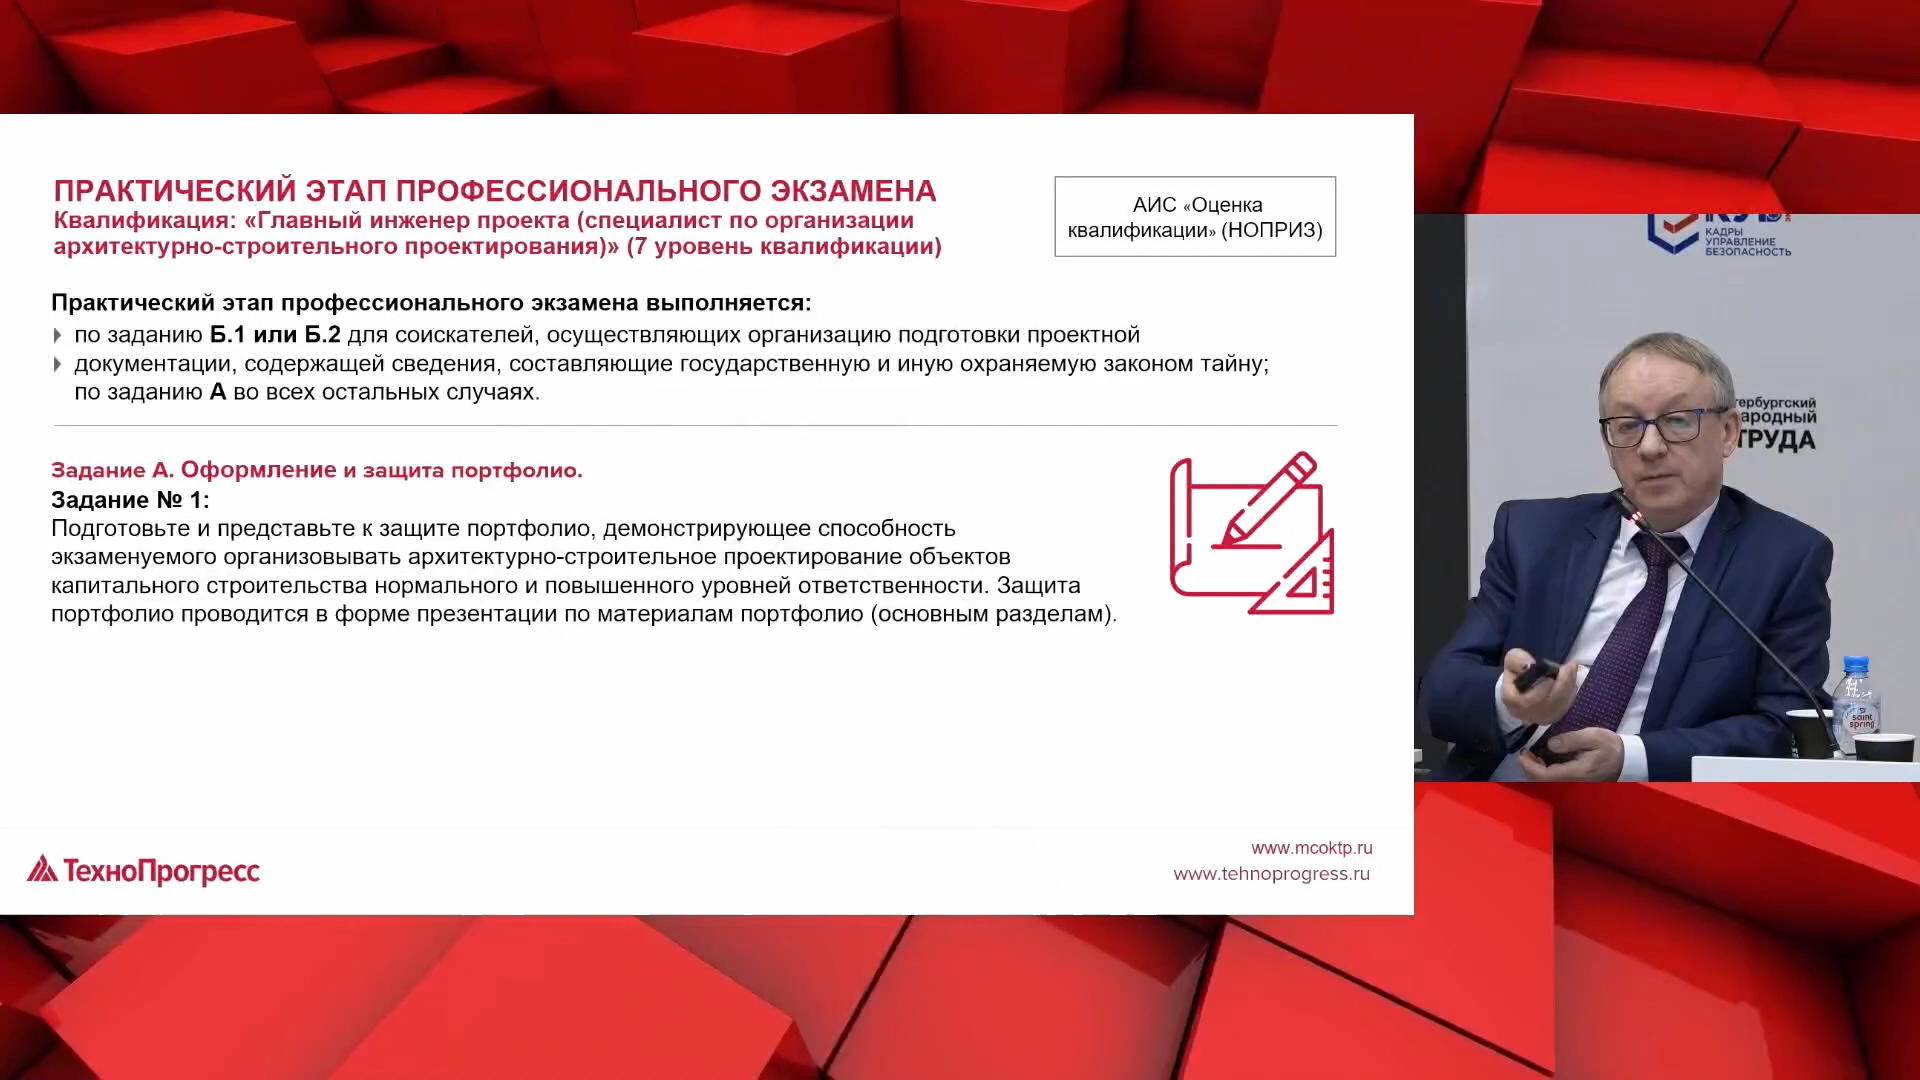 ПРАКТИЧЕСКИЙ ЭТАП ПРОФЕССИОНАЛЬНОГО ЭКЗАМЕНА
Квалификация: «Главный инженер проекта (специалист по организации
архитектурно-строительного проектирования)» (7 уровень квалификации)
АИС «Оценка
квалификации» (НОПРИЗ)
Практический этап профессионального экзамена выполняется:
по заданию Б.1 или Б.2 для соискателей, осуществляющих организацию подготовки проектной
документации, содержащей сведения, составляющие государственную и иную охраняемую законом тайну;
по заданию А во всех остальных случаях.
Задание А. Оформление и защита портфолио.
Задание № 1:
Подготовьте и представьте к защите портфолио, демонстрирующее способность
экзаменуемого организовывать архитектурно-строительное проектирование объектов
капитального строительства нормального и повышенного уровней ответственности. Защита
портфолио проводится в форме презентации по материалам портфолио (основным разделам).
ТехноПрогресс
www.mcoktp.ru
www.tehnoprogress.ru
КАДРЫ
УПРАВЛЕНИЕ
БЕЗОПАСНОСТЬ
тербургский
ародный
ТРУДА
saint
spring